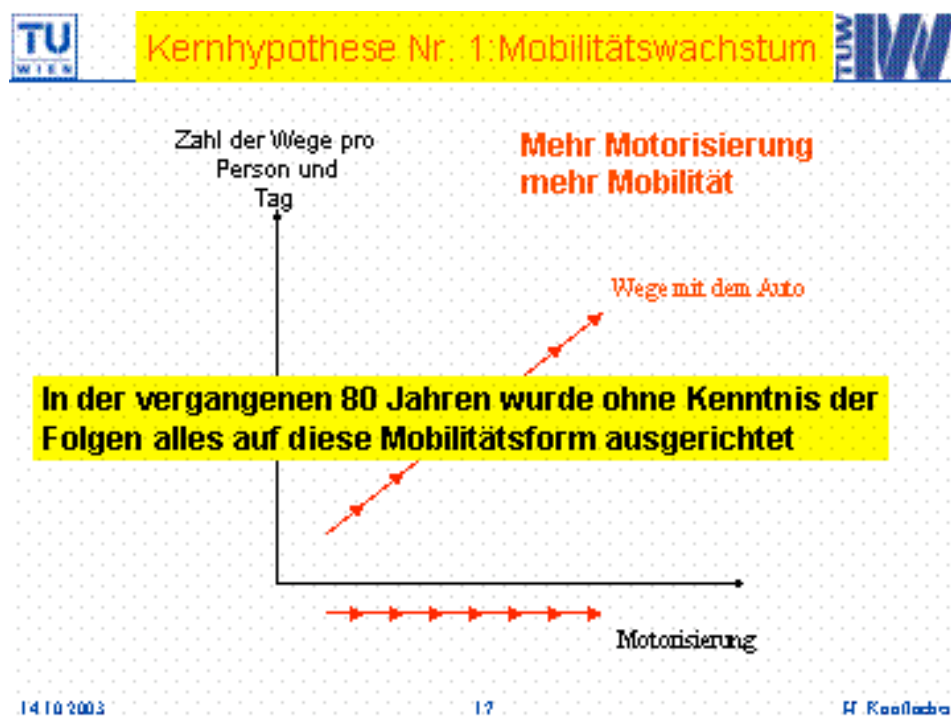 TU
WIEN
Kernhypothese Nr. 1:Mobilitätswachstum
TUW
IVV
Zahl der Wege pro
Person und
Tag
Mehr Motorisierung
mehr Mobilität
Wege mit dem Auto
In der vergangenen 80 Jahren wurde ohne Kenntnis der
Folgen alles auf diese Mobilitätsform ausgerichtet
Motorisierung
14.10.2003
17
H. Knoflacher